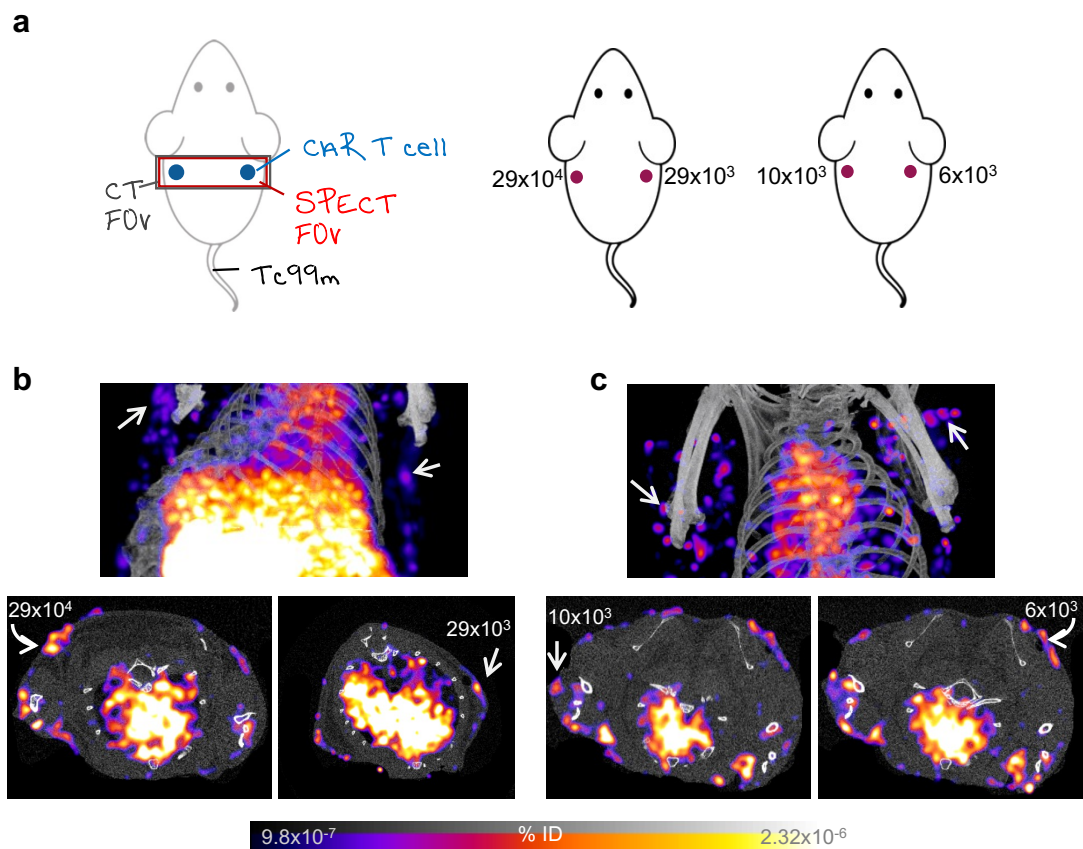 a
CAR T cell
CT
FOV
SPECT
FOV
Tc99m
29x10⁴
29x10³
10x10³
6x10³
b
c
29x10⁴
29x10³
10x10³
6x10³
9.8x10⁻⁷
% ID
2.32x10⁻⁶